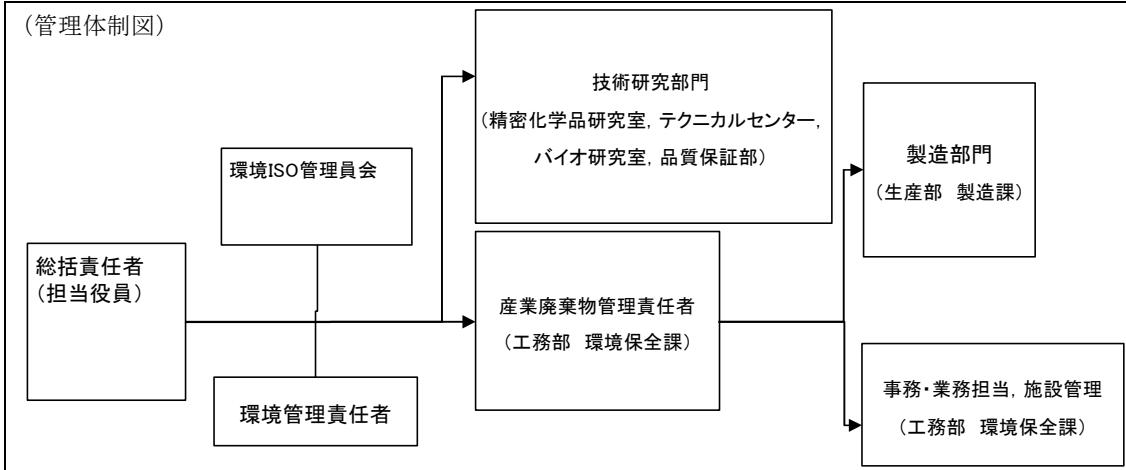 （管理体制図）
技術研究部門
（精密化学品研究室，テクニカルセンター，
バイオ研究室，品質保証部）
製造部門
（生産部　製造課）
環境ISO管理員会
総括責任者
（担当役員）
産業廃棄物管理責任者
（工務部　環境保全課）
環境管理責任者
事務・業務担当，施設管理
（工務部　環境保全課）